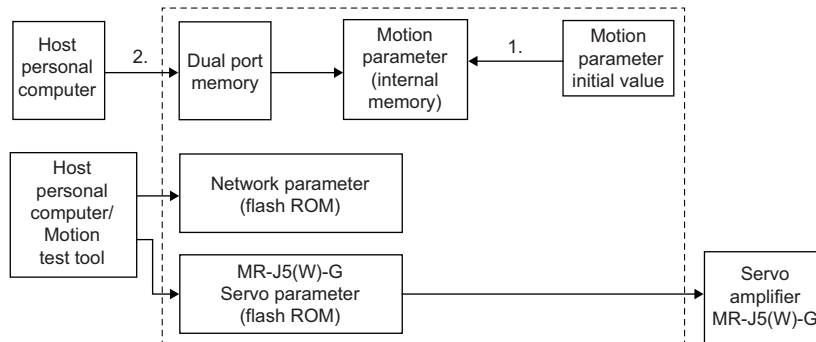 Host
personal
computer
2.
Dual port
memory
Motion
parameter
(internal
memory)
1.
Motion
parameter
initial value
Host
personal
computer/
Motion
test tool
Network parameter
(flash ROM)
MR-J5(W)-G
Servo parameter
(flash ROM)
Servo
amplifier
MR-J5(W)-G